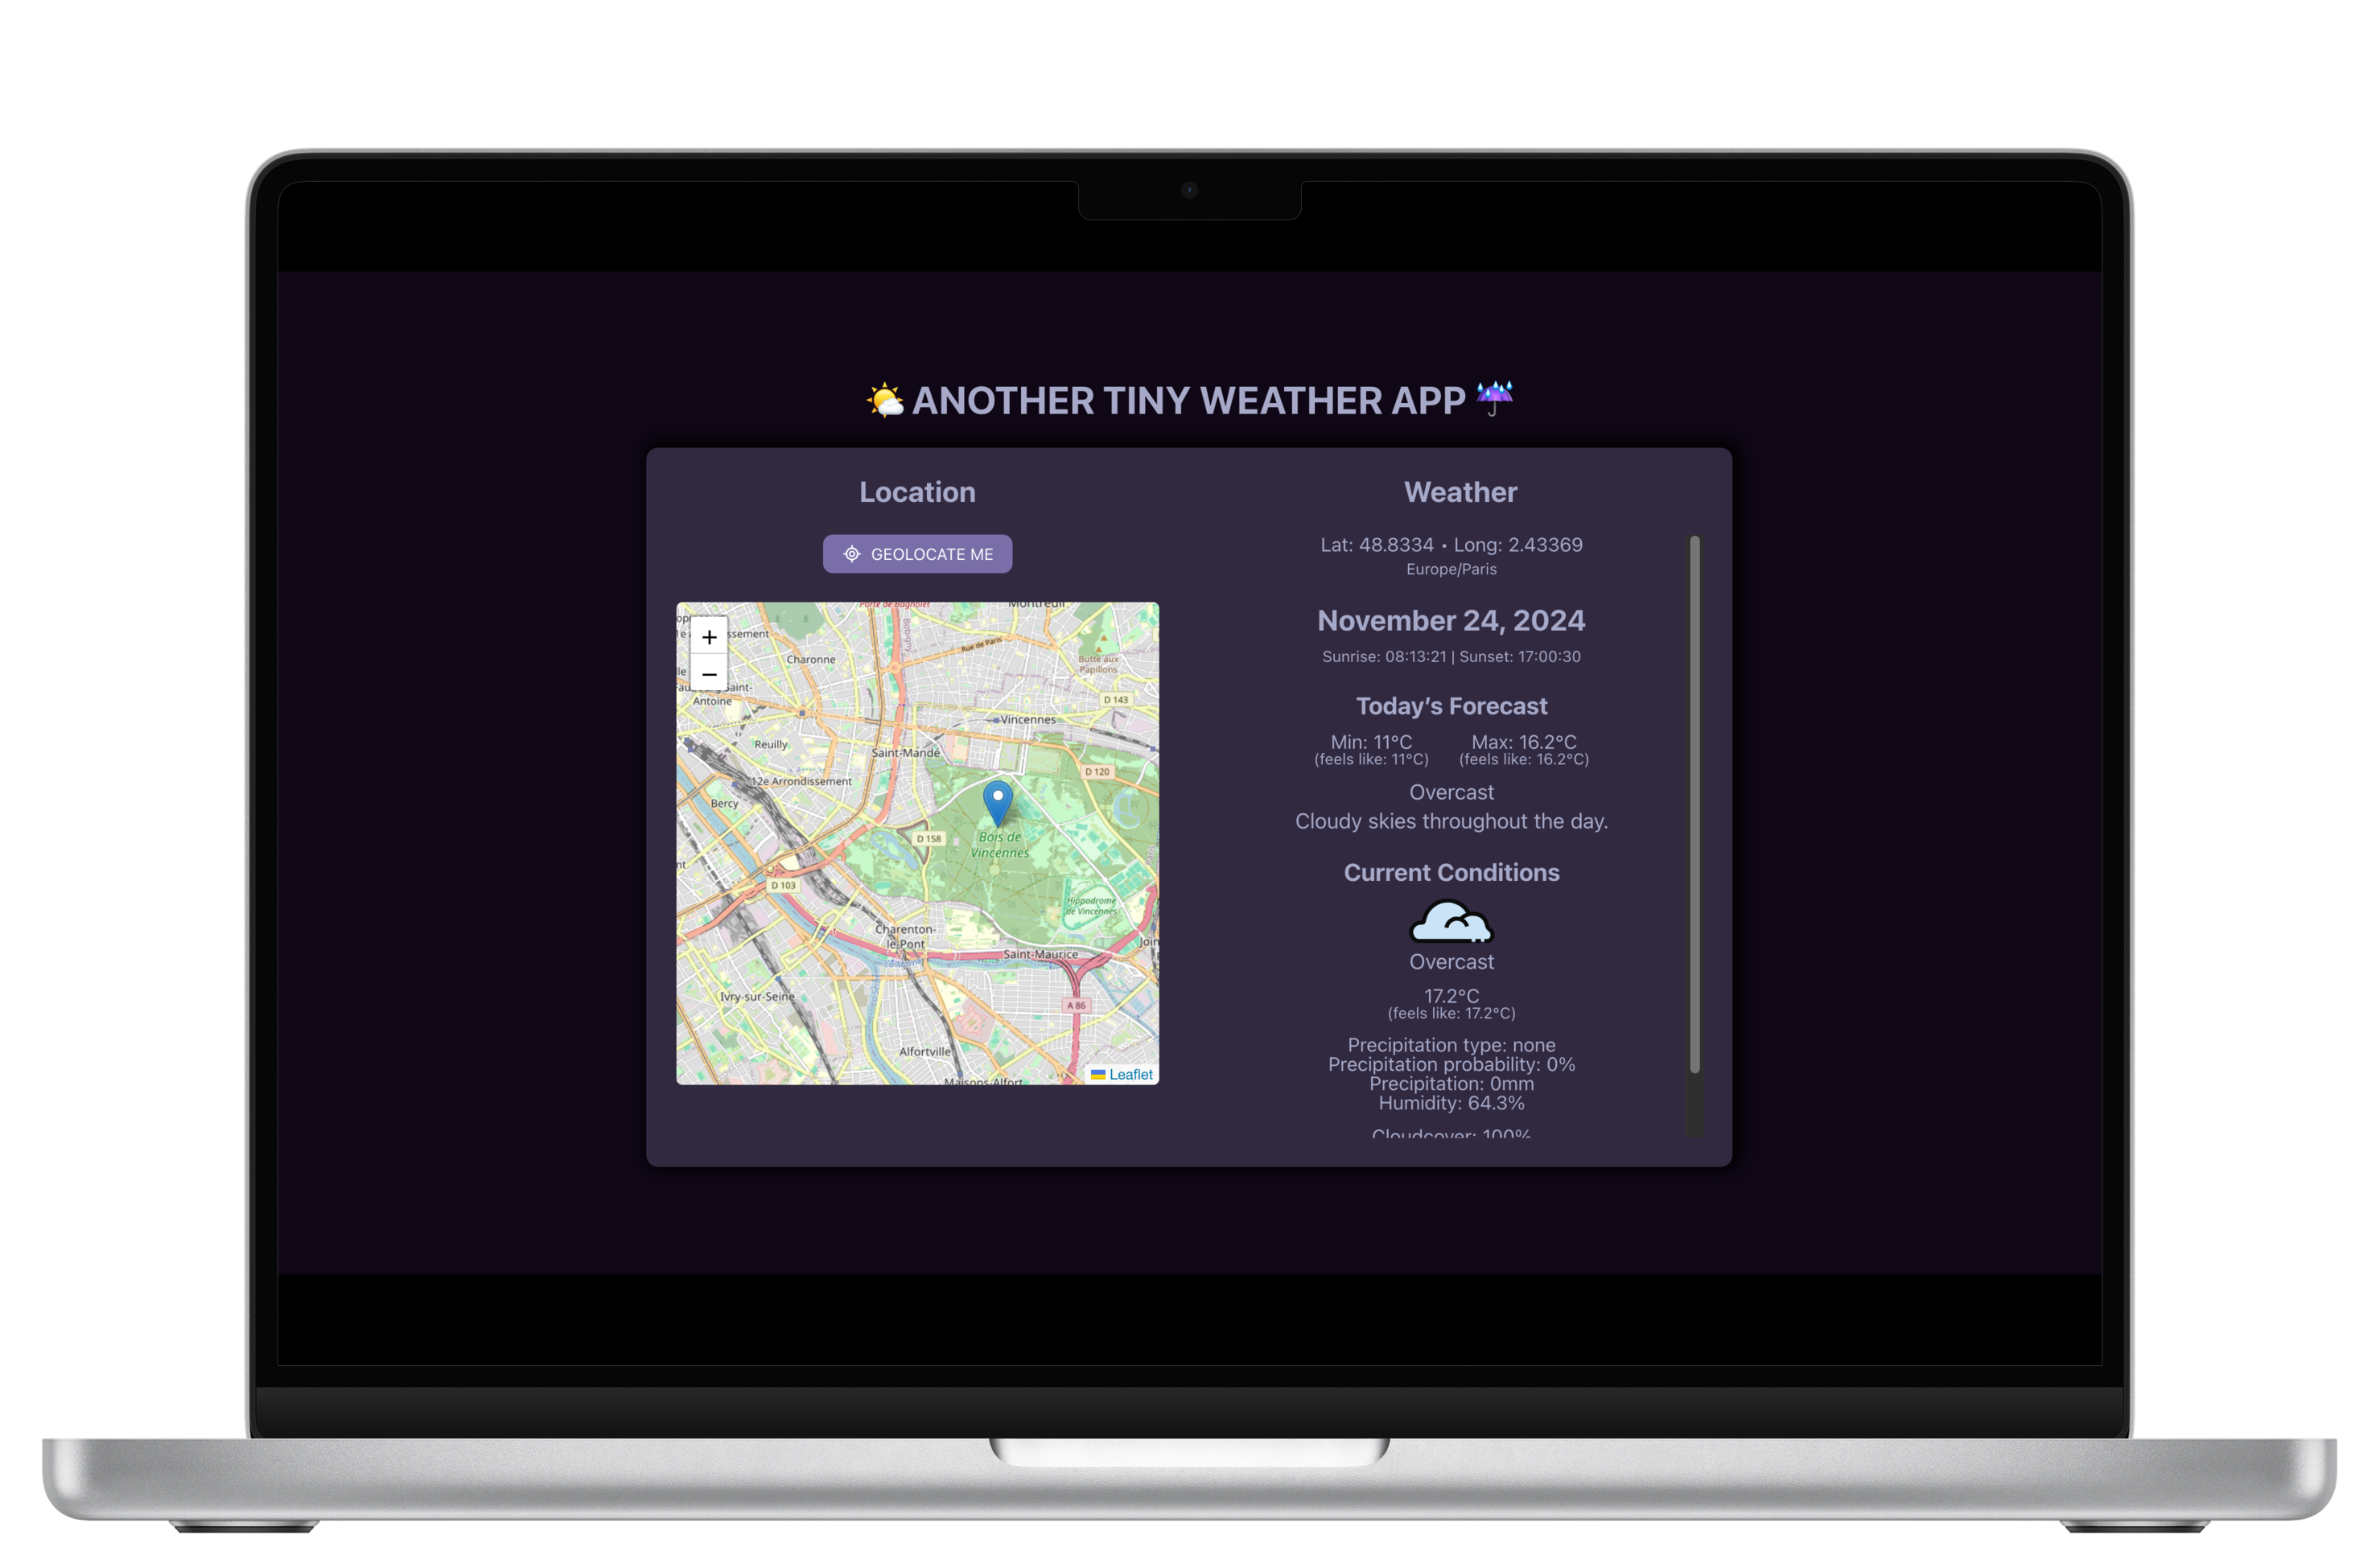 ANOTHER TINY WEATHER APP
Location
GEOLOCATE ME
Porte de Bagnolet
Montreuil
+
−
Bobigny
Rue de Paris
Charonne
Butte aux
Papillons
Antoine
D 143
Vincennes
Reuilly
Saint-Mandé
D 120
12e Arrondissement
Bercy
D 158
Bois de
Vincennes
D 103
Hippodrome
de Vincennes
Charenton-
le-Pont
Saint-Maurice
Join
Ivry-sur-Seine
A 86
Alfortville
Maisons-Alfort
Leaflet
Weather
Lat: 48.8334 • Long: 2.43369
Europe/Paris
November 24, 2024
Sunrise: 08:13:21 | Sunset: 17:00:30
Today’s Forecast
Min: 11°C Max: 16.2°C
(feels like: 11°C) (feels like: 16.2°C)
Overcast
Cloudy skies throughout the day.
Current Conditions
Overcast
17.2°C
(feels like: 17.2°C)
Precipitation type: none
Precipitation probability: 0%
Precipitation: 0mm
Humidity: 64.3%
Cloudcover: 100%